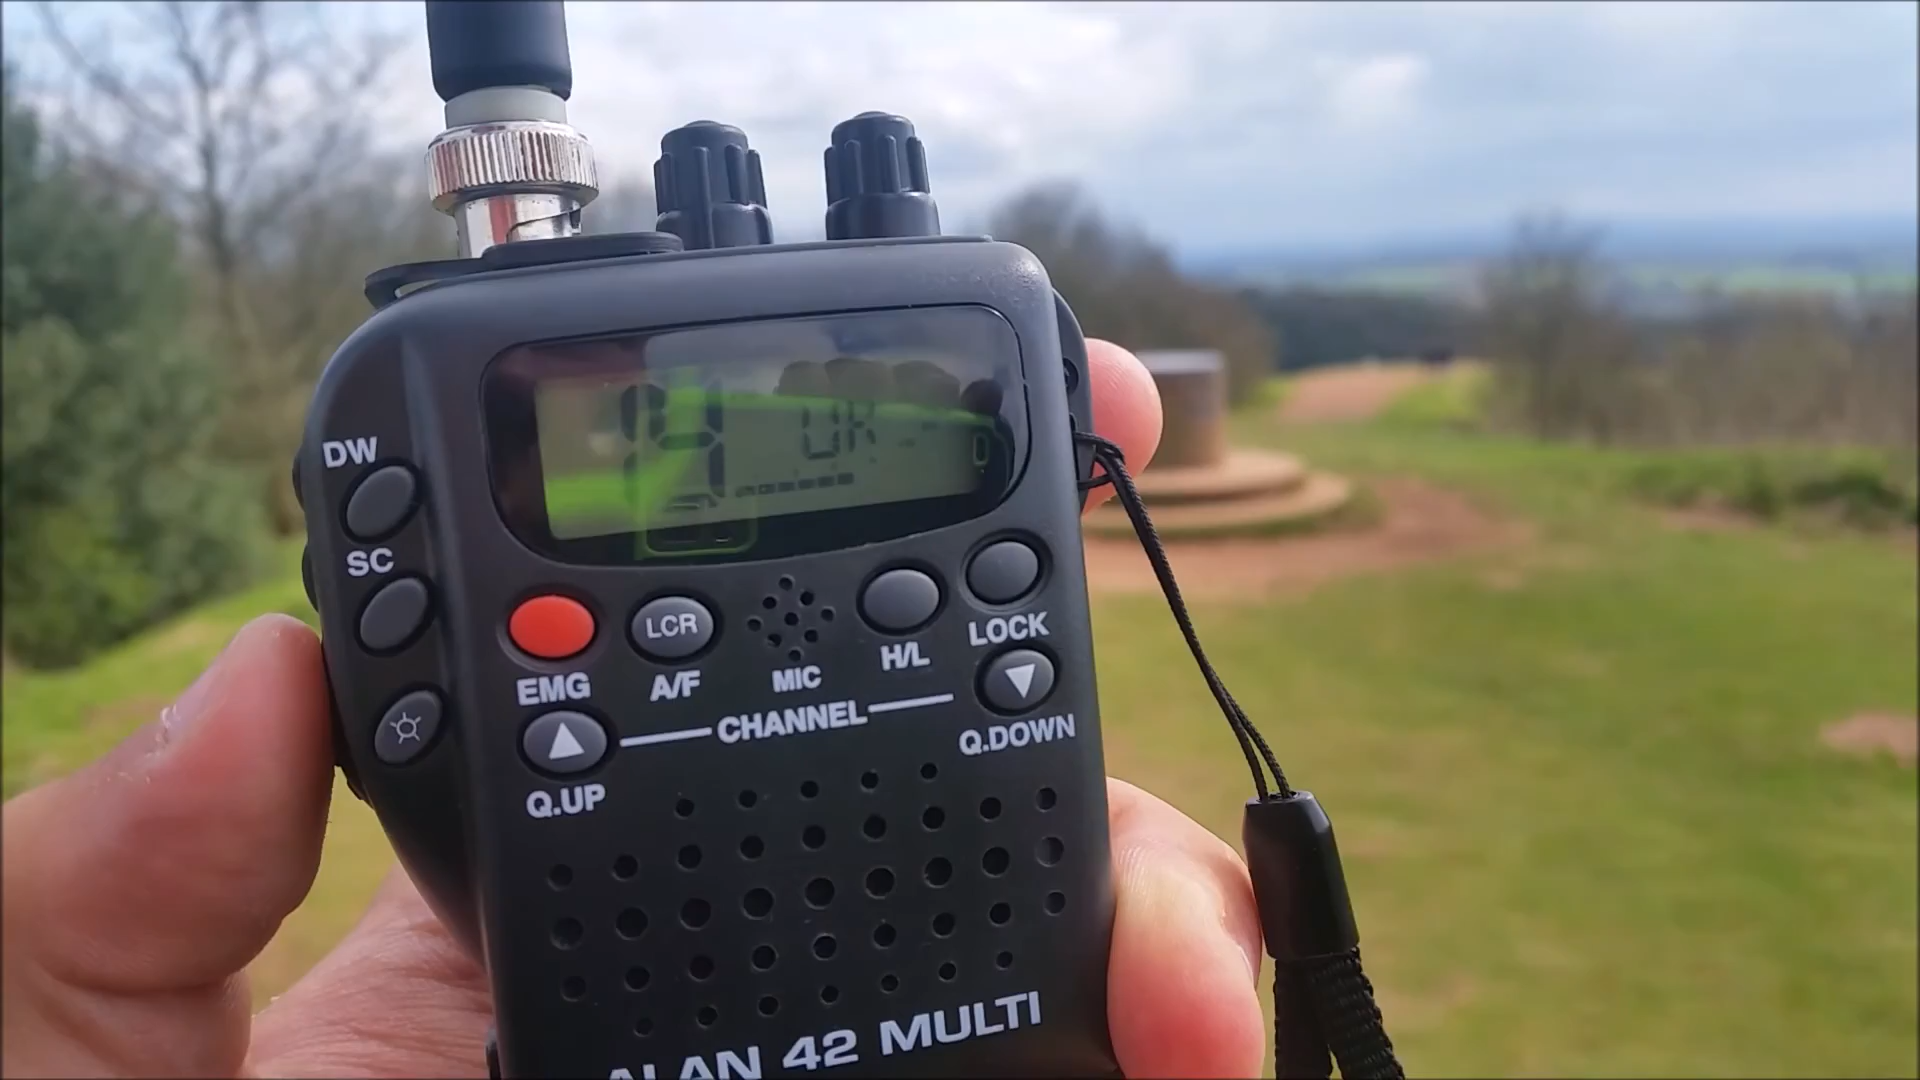 DW
SC
EMG
LCR
A/F
MIC
H/L
LOCK
CHANNEL
Q.UP
Q.DOWN
ALAN 42 MULTI